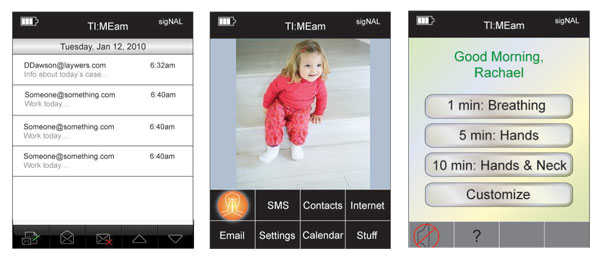 TI:MEam
sigNAL
Tuesday, Jan 12, 2010
DDawson@laywers.com 6:32am
Info about today's case...
Someone@something.com 6:40am
Work today....
Someone@something.com 6:40am
Work today....
Someone@something.com 6:40am
Work today....
TI:MEam
sigNAL
SMS Contacts Internet
Email Settings Calendar Stuff
TI:MEam
sigNAL
Good Morning,
Rachael
1 min: Breathing
5 min: Hands
10 min: Hands & Neck
Customize
?